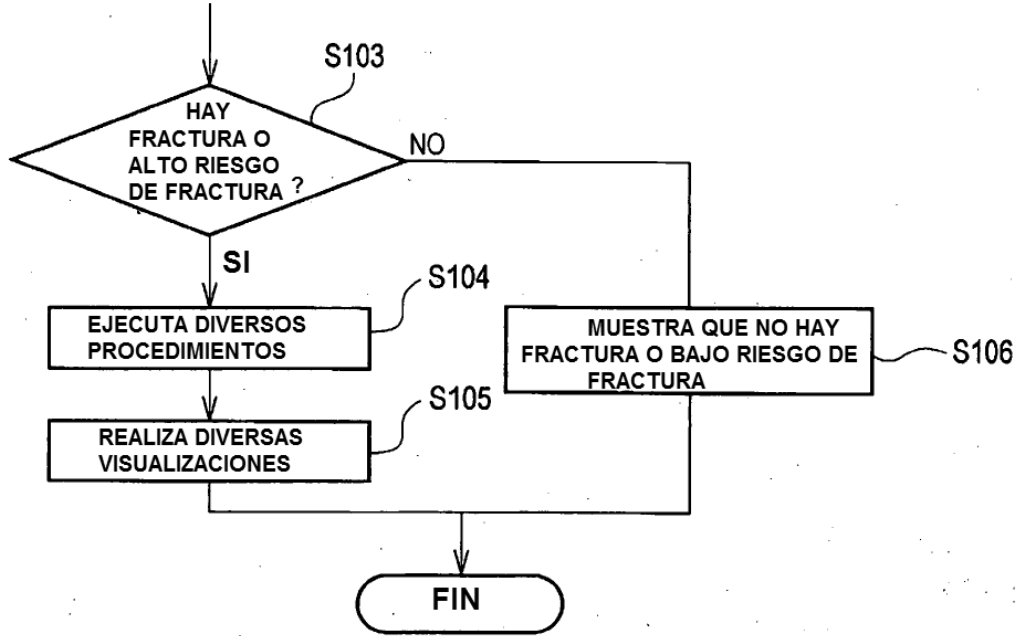 S103
HAY
FRACTURA O
ALTO RIESGO
DE FRACTURA ?
NO
SI
S104
EJECUTA DIVERSOS
PROCEDIMIENTOS
MUESTRA QUE NO HAY
FRACTURA O BAJO RIESGO DE
FRACTURA
S106
S105
REALIZA DIVERSAS
VISUALIZACIONES
FIN